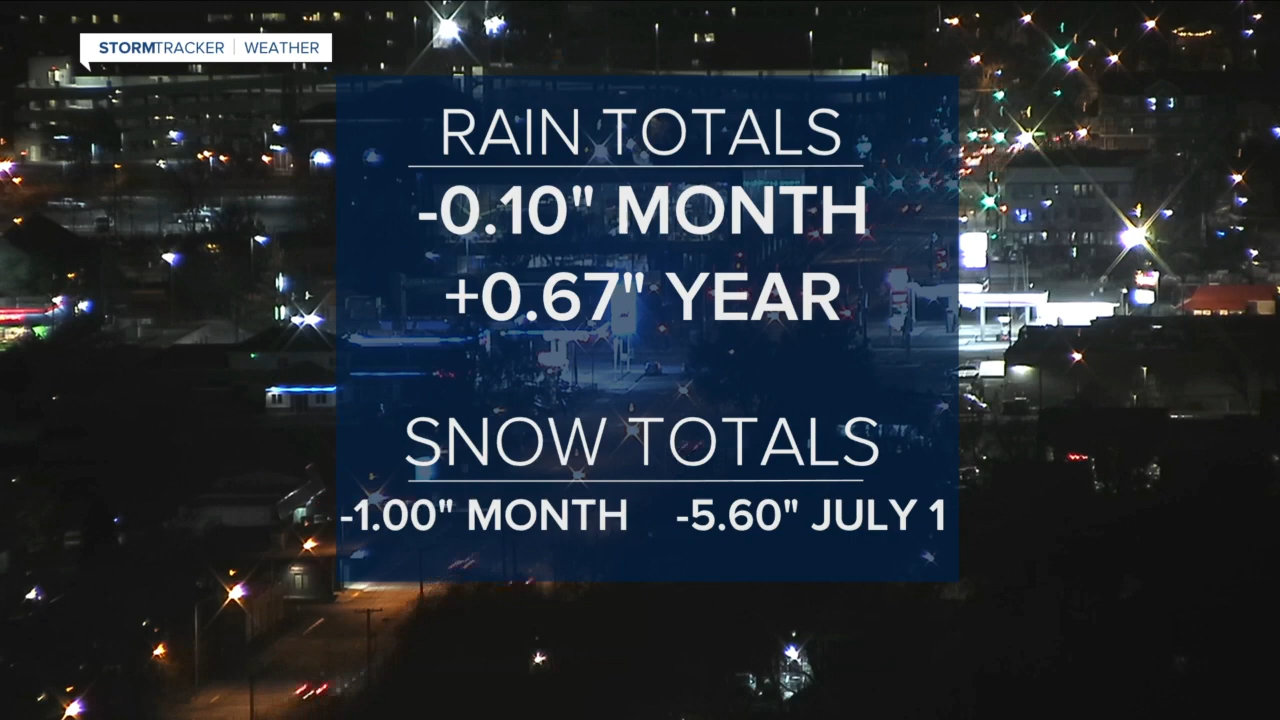 STORMTRACKER | WEATHER
RAIN TOTALS
-0.10" MONTH
+0.67" YEAR
SNOW TOTALS
-1.00" MONTH -5.60" JULY 1